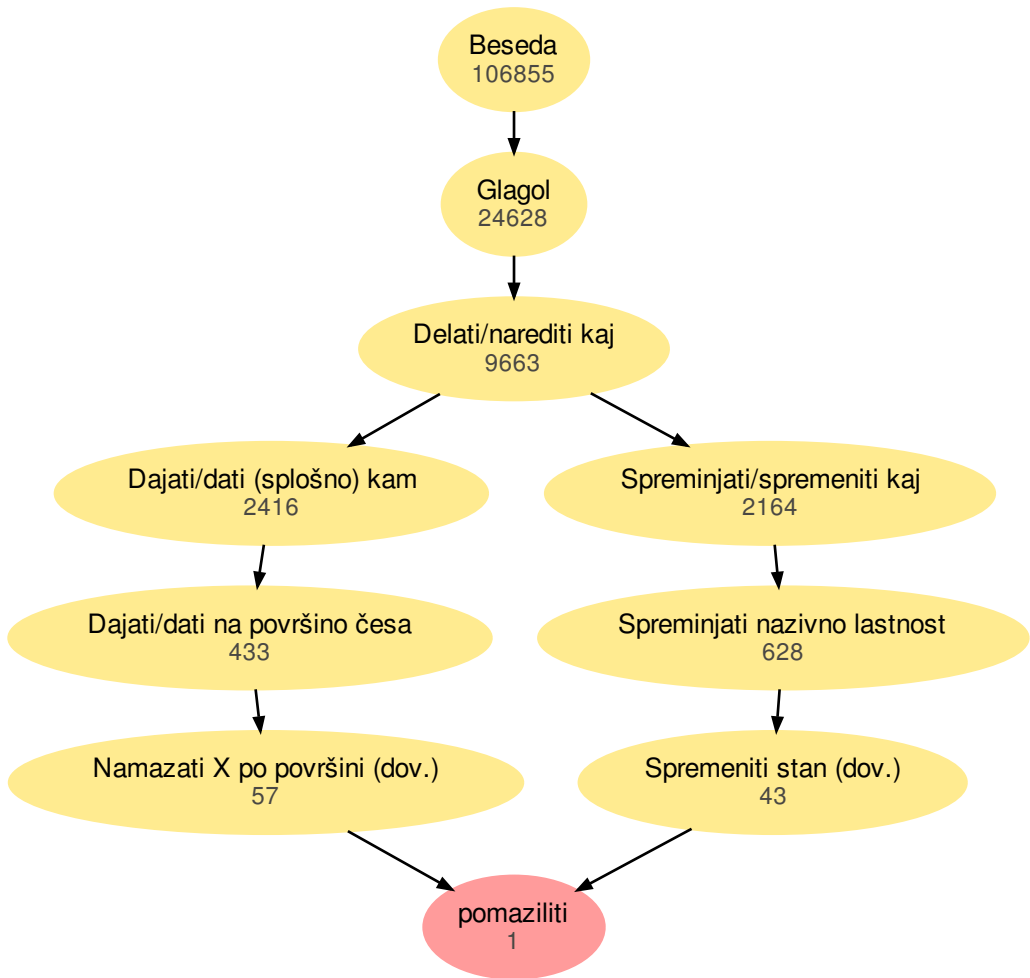 Beseda
106855
Glagol
24628
Delati/narediti kaj
9663
Dajati/dati (splošno) kam
2416
Spreminjati/spremeniti kaj
2164
Dajati/dati na površino česa
433
Spreminjati nazivno lastnost
628
Namazati X po površini (dov.)
57
Spremeniti stan (dov.)
43
pomaziliti
1